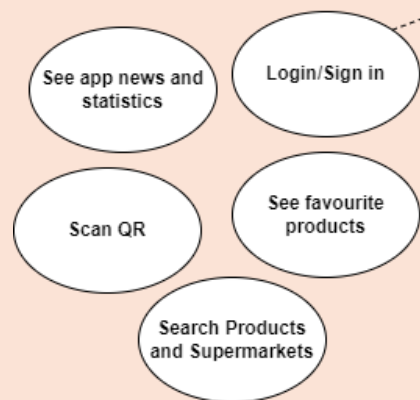 See app news and
statistics
Login/Sign in
Scan QR
See favourite
products
Search Products
and Supermarkets